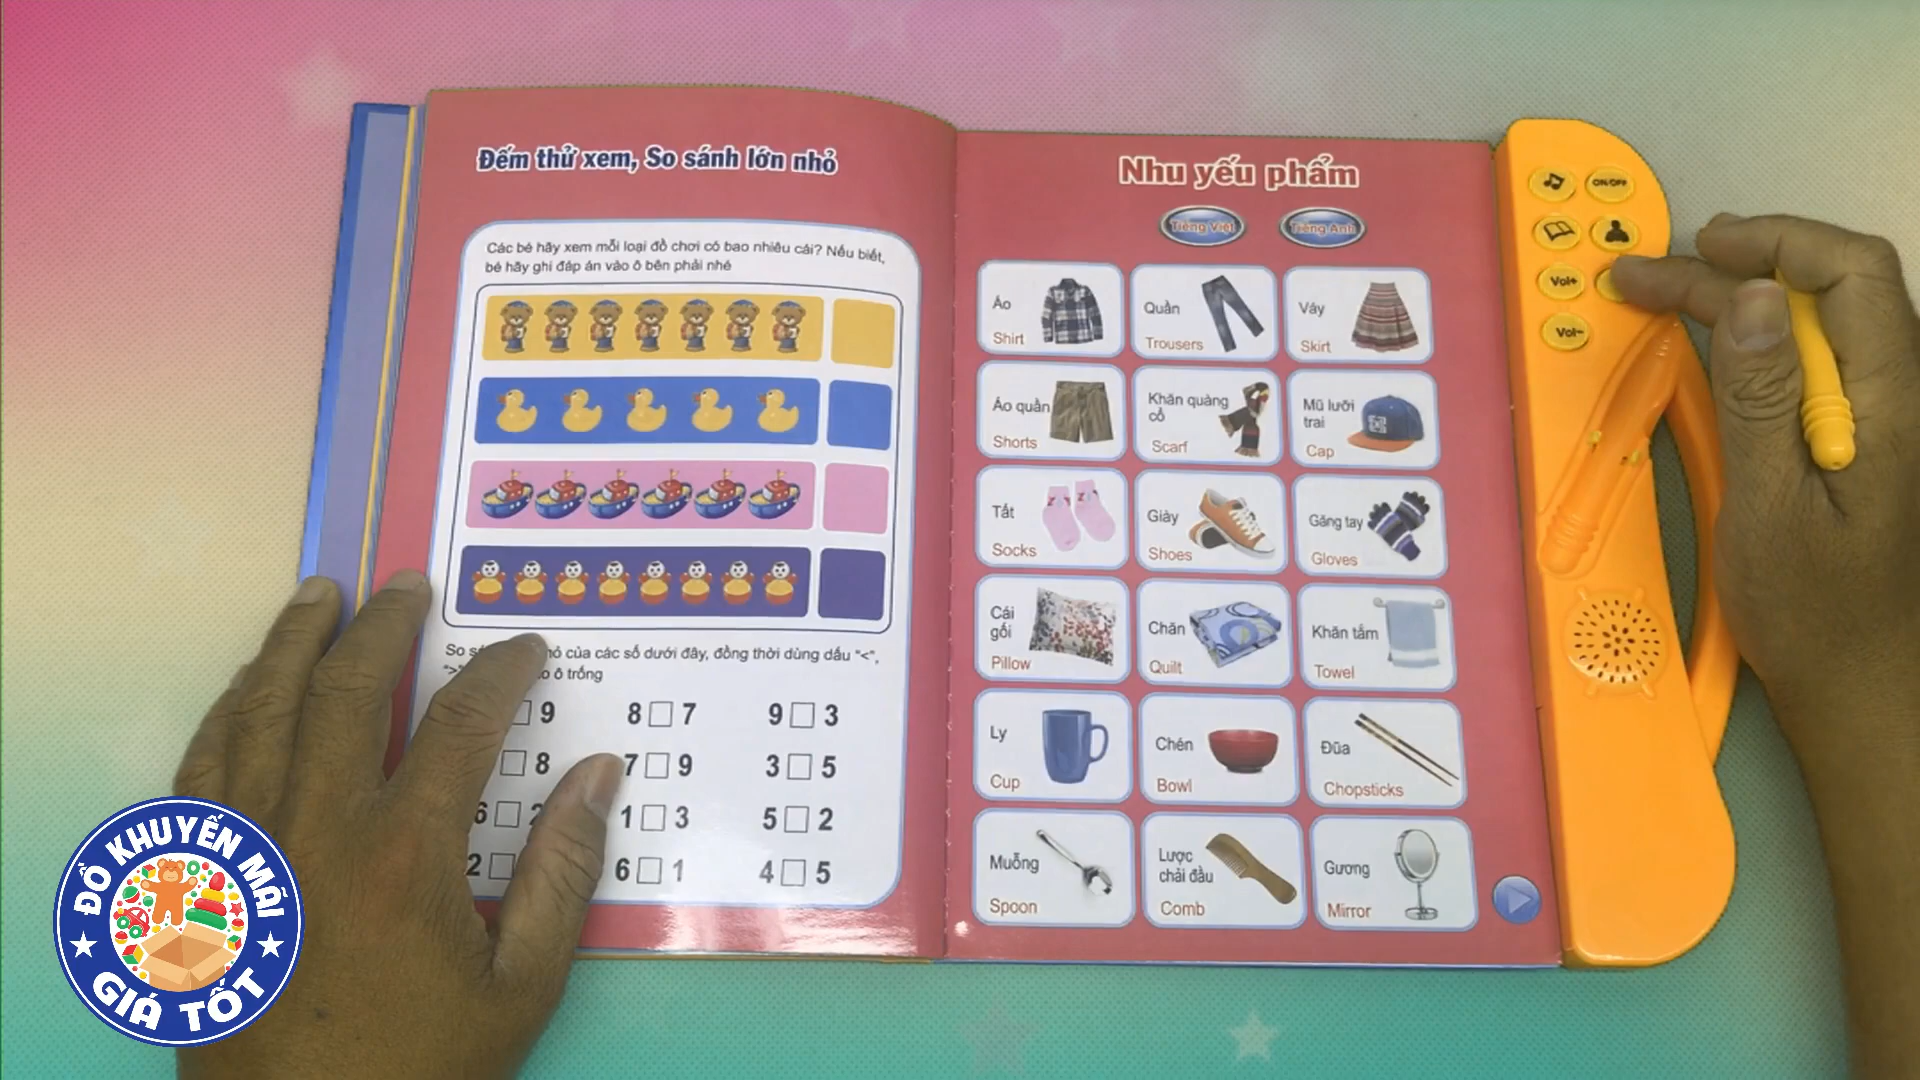 Đếm thử xem, So sánh lớn nhỏ
Các bé hãy xem mỗi loại đồ chơi có bao nhiêu cái? Nếu biết,
bé hãy ghi đáp án vào ô bên phải nhé
So của các số dưới đây, đồng thời dùng dấu "<",
">" ô trống
9
8 □ 7
9 □ 3
□ 8
7 □ 9
3 □ 5
6 □ 2
1 □ 3
5 □ 2
2 □
6 □ 1
4 □ 5
Nhu yếu phẩm
Tiếng Việt
Tiếng Anh
Áo
Shirt
Quần
Trousers
Váy
Skirt
Áo quần
Shorts
Khăn quàng
cổ
Scarf
Mũ lưỡi
trai
Cap
Tất
Socks
Giày
Shoes
Găng tay
Gloves
Cái
gối
Pillow
Chăn
Quilt
Khăn tắm
Towel
Ly
Cup
Chén
Bowl
Đũa
Chopsticks
Muỗng
Spoon
Lược
chải đầu
Comb
Gương
Mirror
ON/OFF
Vol+
Vol-
ĐỒ KHUYẾN MÃI
GIÁ TỐT